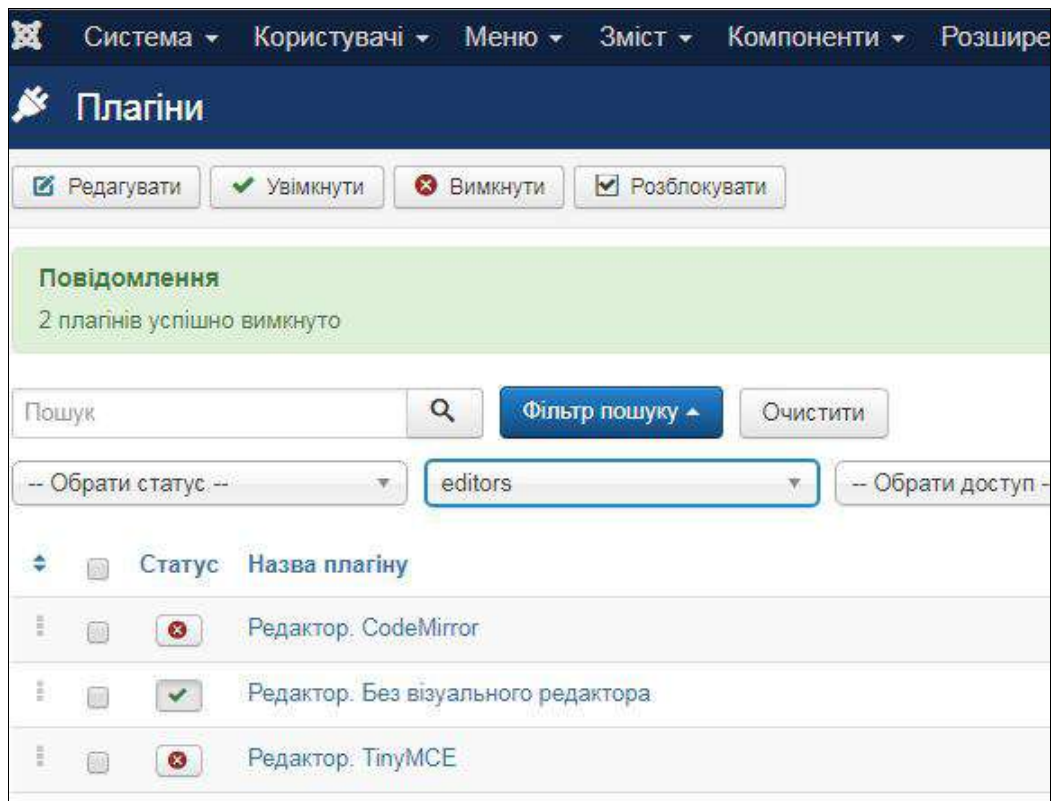 Система Користувачі Меню Зміст Компоненти Розшире
Плагіни
Редагувати Увімкнути Вимкнути Розблокувати
Повідомлення
2 плагінів успішно вимкнуто
Пошук Фільтр пошуку Очистити
-- Обрати статус -- editors -- Обрати доступ -
Статус Назва плагіну
Редактор. CodeMirror
Редактор. Без візуального редактора
Редактор. TinyMCE